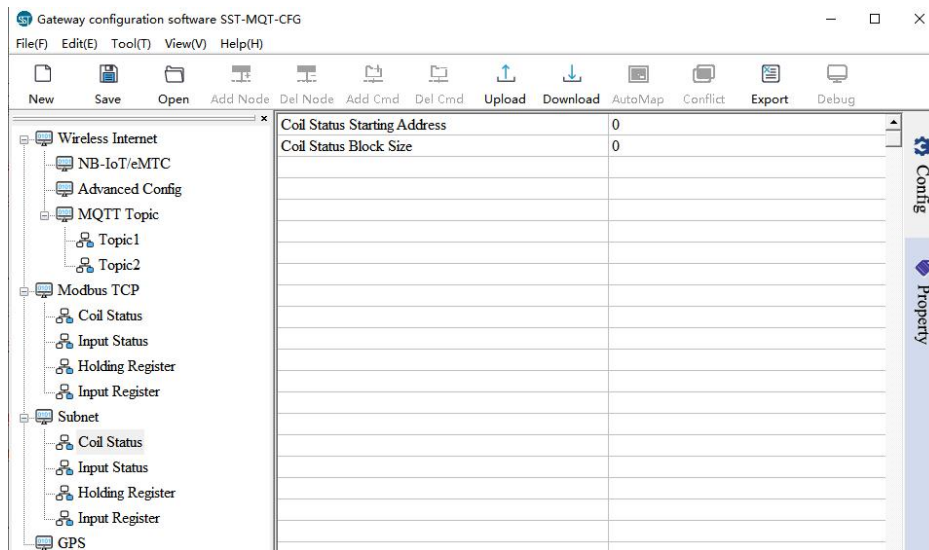 SST Gateway configuration software SST-MQT-CFG
File(F) Edit(E) Tool(T) View(V) Help(H)
New Save Open Add Node Del Node Add Cmd Del Cmd Upload Download AutoMap Conflict Export Debug
Wireless Internet
NB-IoT/eMTC
Advanced Config
MQTT Topic
Topic1
Topic2
Modbus TCP
Coil Status
Input Status
Holding Register
Input Register
Subnet
Coil Status
Input Status
Holding Register
Input Register
GPS
Coil Status Starting Address 0
Coil Status Block Size 0
Config
Property